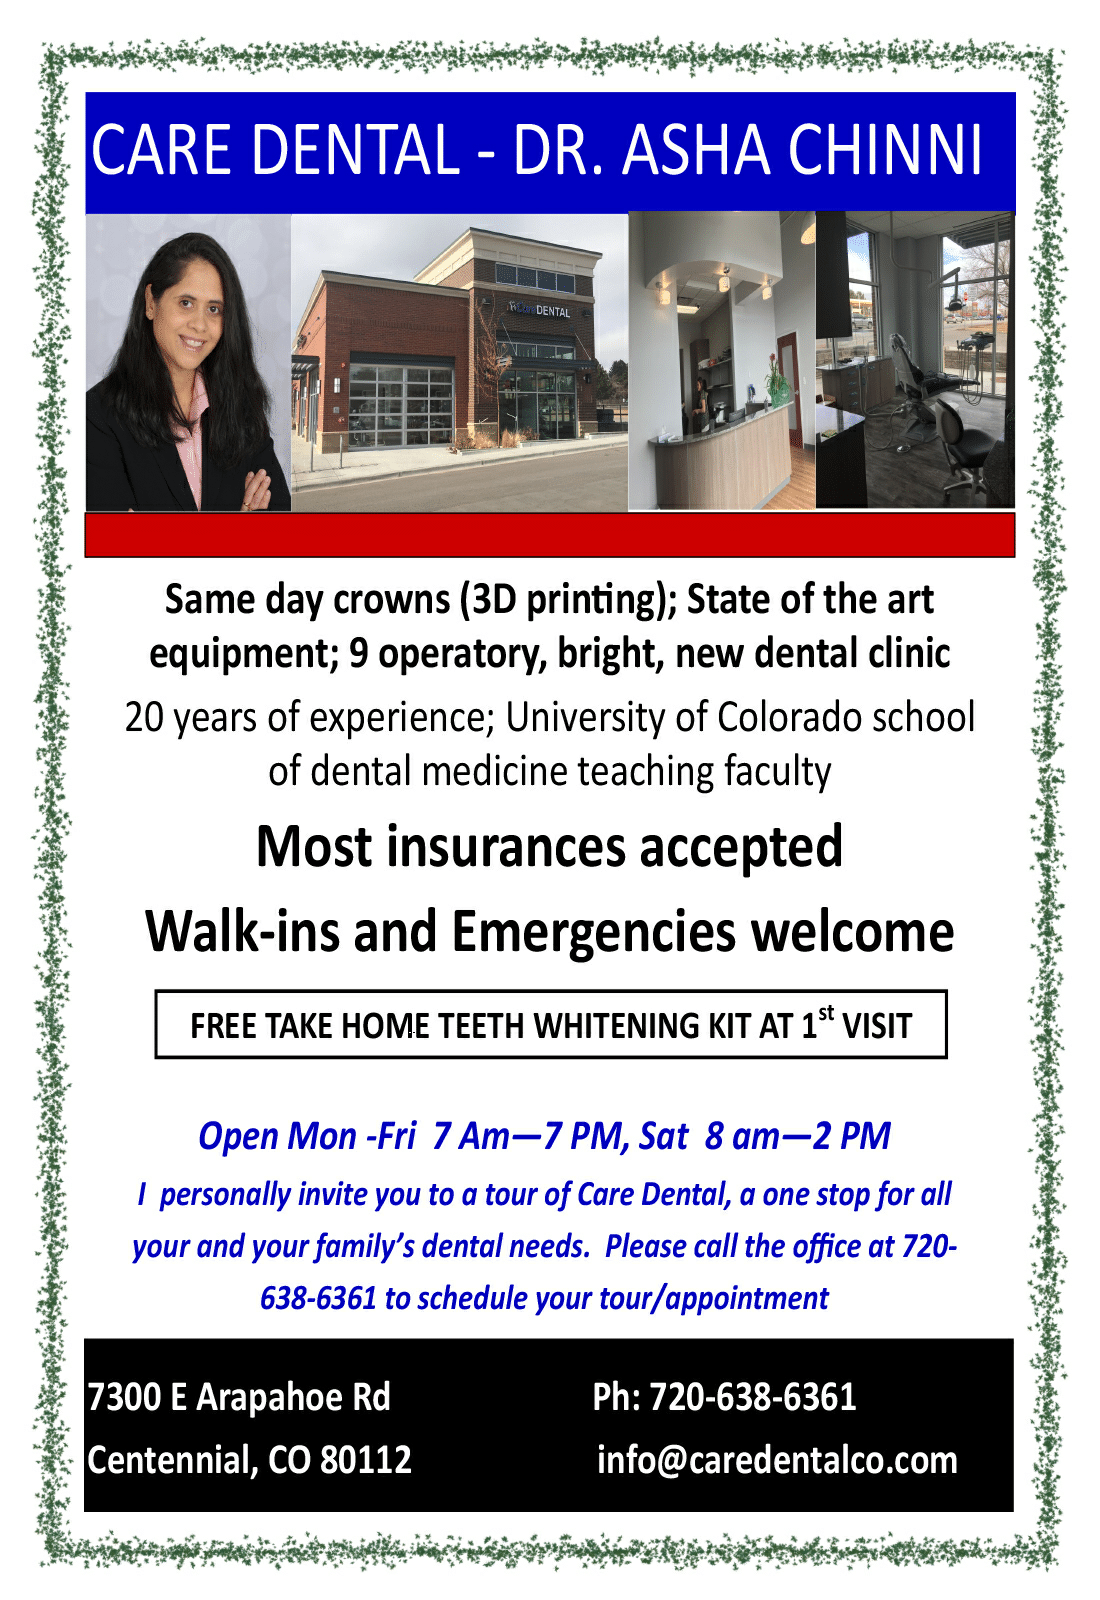 CARE DENTAL - DR. ASHA CHINNI
CareDENTAL
Same day crowns (3D printing); State of the art
equipment; 9 operatory, bright, new dental clinic
20 years of experience; University of Colorado school
of dental medicine teaching faculty
Most insurances accepted
Walk-ins and Emergencies welcome
FREE TAKE HOME TEETH WHITENING KIT AT 1st VISIT
Open Mon -Fri 7 Am—7 PM, Sat 8 am—2 PM
I personally invite you to a tour of Care Dental, a one stop for all
your and your family’s dental needs. Please call the office at 720-
638-6361 to schedule your tour/appointment
7300 E Arapahoe Rd
Ph: 720-638-6361
Centennial, CO 80112
info@caredentalco.com